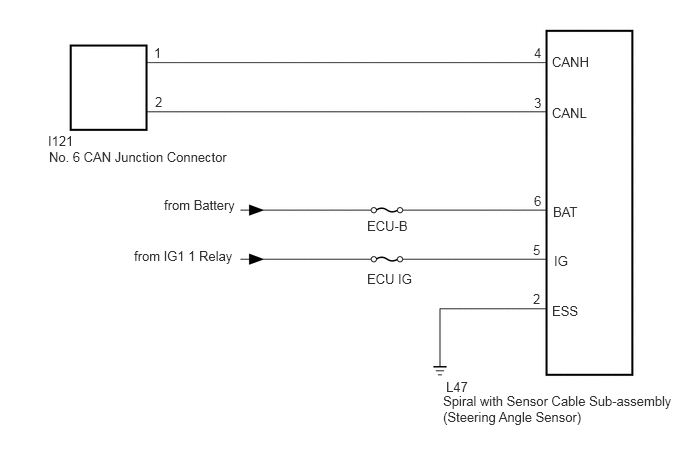 1
4
CANH
2
3
CANL
I121
No. 6 CAN Junction Connector
from Battery
6
BAT
ECU-B
from IG1 1 Relay
5
IG
ECU IG
2
ESS
L47
Spiral with Sensor Cable Sub-assembly
(Steering Angle Sensor)